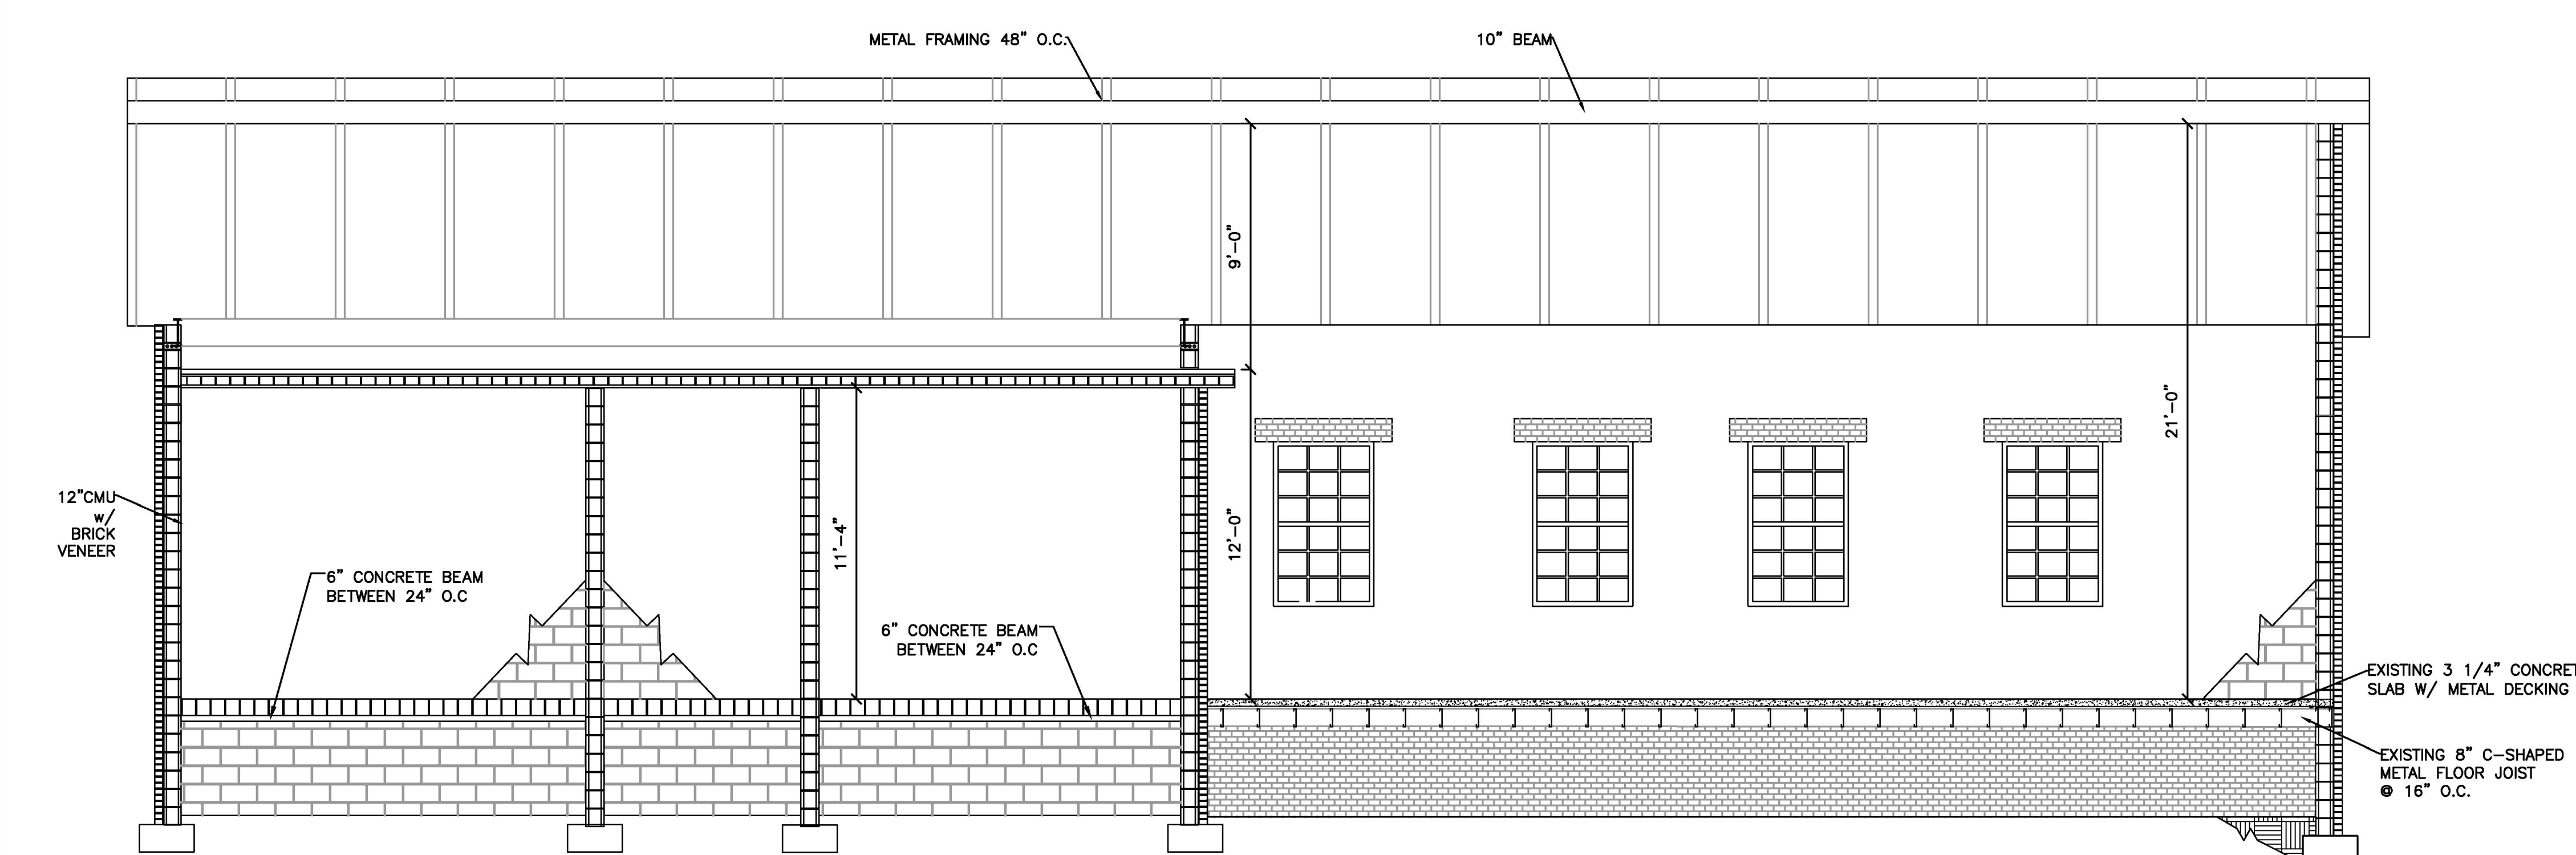 METAL FRAMING 48" O.C.
10" BEAM
9'-0"
21'-0"
12"CMU
w/
BRICK
VENEER
11'-4"
12'-0"
6" CONCRETE BEAM
BETWEEN 24" O.C
6" CONCRETE BEAM
BETWEEN 24" O.C
EXISTING 3 1/4" CONCRET
SLAB W/ METAL DECKING
EXISTING 8" C-SHAPED
METAL FLOOR JOIST
@ 16" O.C.